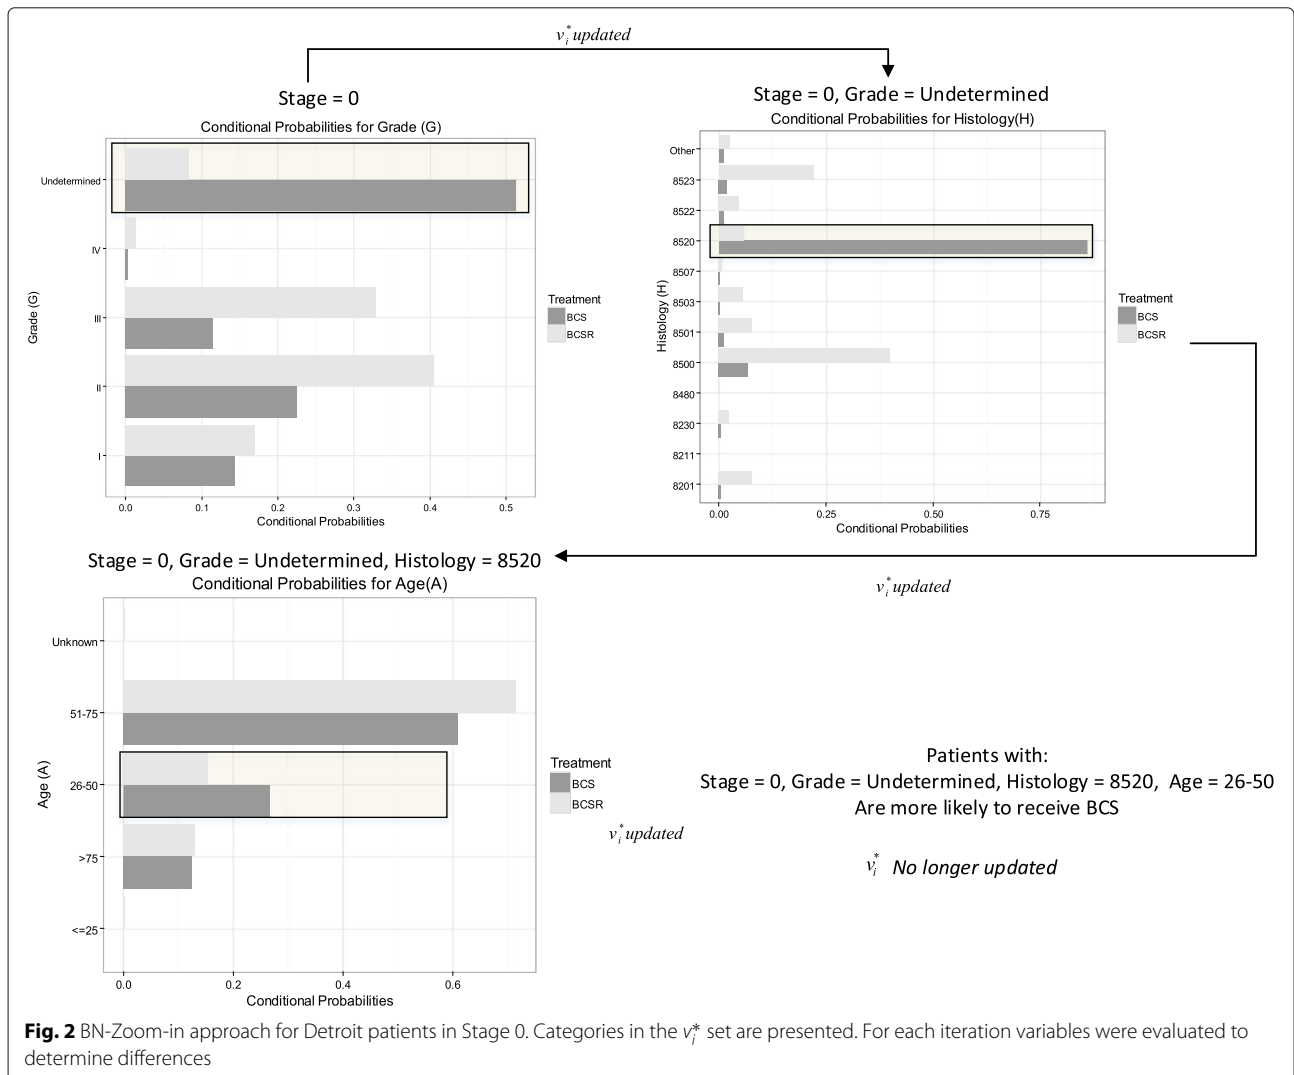 v*i updated
Stage = 0
Conditional Probabilities for Grade (G)
Grade (G)
Undetermined
IV
III
II
I
0.0 0.1 0.2 0.3 0.4 0.5
Conditional Probabilities
Treatment
BCS
BCSR
Stage = 0, Grade = Undetermined
Conditional Probabilities for Histology(H)
Histology (H)
Other
8523
8522
8520
8507
8503
8501
8500
8480
8230
8211
8201
0.00 0.25 0.50 0.75
Conditional Probabilities
Treatment
BCS
BCSR
v*i updated
Stage = 0, Grade = Undetermined, Histology = 8520
Conditional Probabilities for Age(A)
Age (A)
Unknown
51-75
26-50
>75
<=25
0.0 0.2 0.4 0.6
Conditional Probabilities
Treatment
BCS
BCSR
v*i updated
Patients with:
Stage = 0, Grade = Undetermined, Histology = 8520, Age = 26-50
Are more likely to receive BCS
v*i No longer updated
Fig. 2 BN-Zoom-in approach for Detroit patients in Stage 0. Categories in the v*i set are presented. For each iteration variables were evaluated to
determine differences